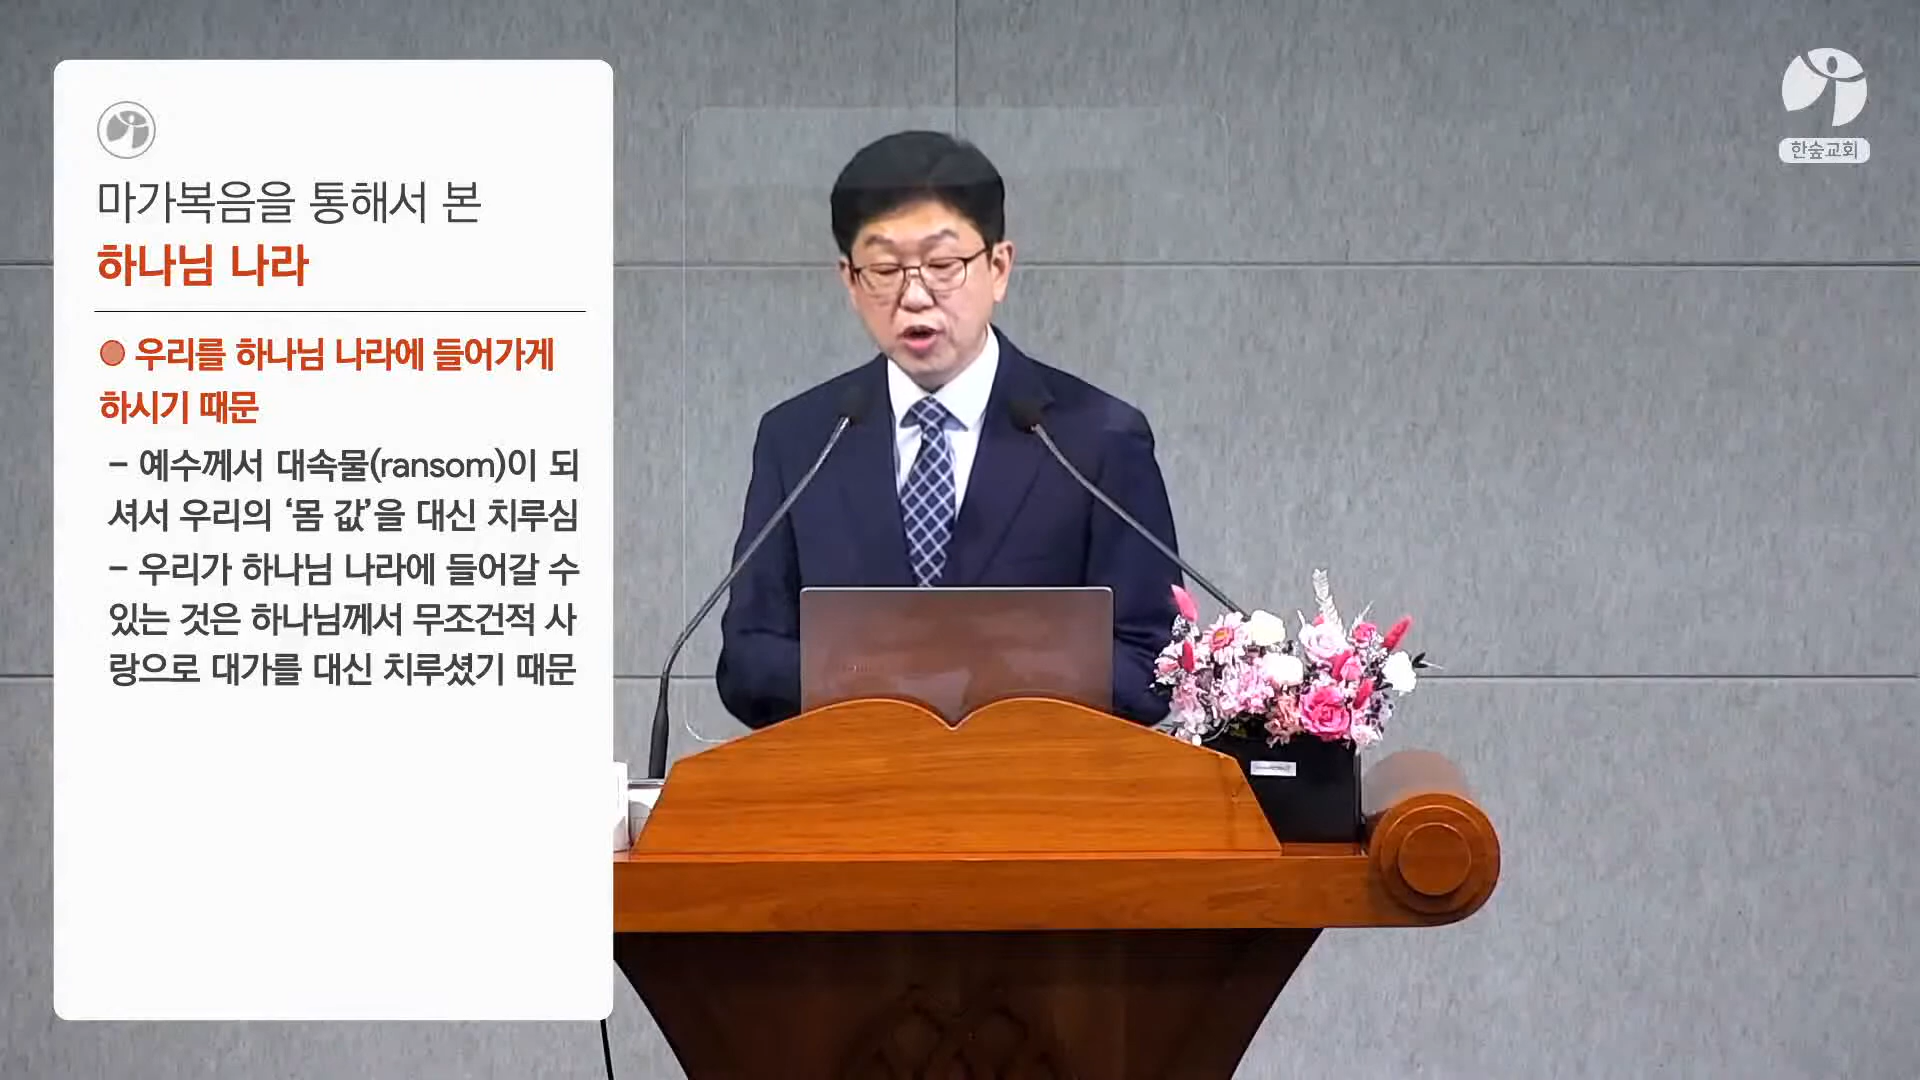 마가복음을 통해서 본
하나님 나라
우리를 하나님 나라에 들어가게
하시기 때문
– 예수께서 대속물(ransom)이 되
셔서 우리의 ‘몸 값’을 대신 치루심
– 우리가 하나님 나라에 들어갈 수
있는 것은 하나님께서 무조건적 사
랑으로 대가를 대신 치루셨기 때문
한숲교회